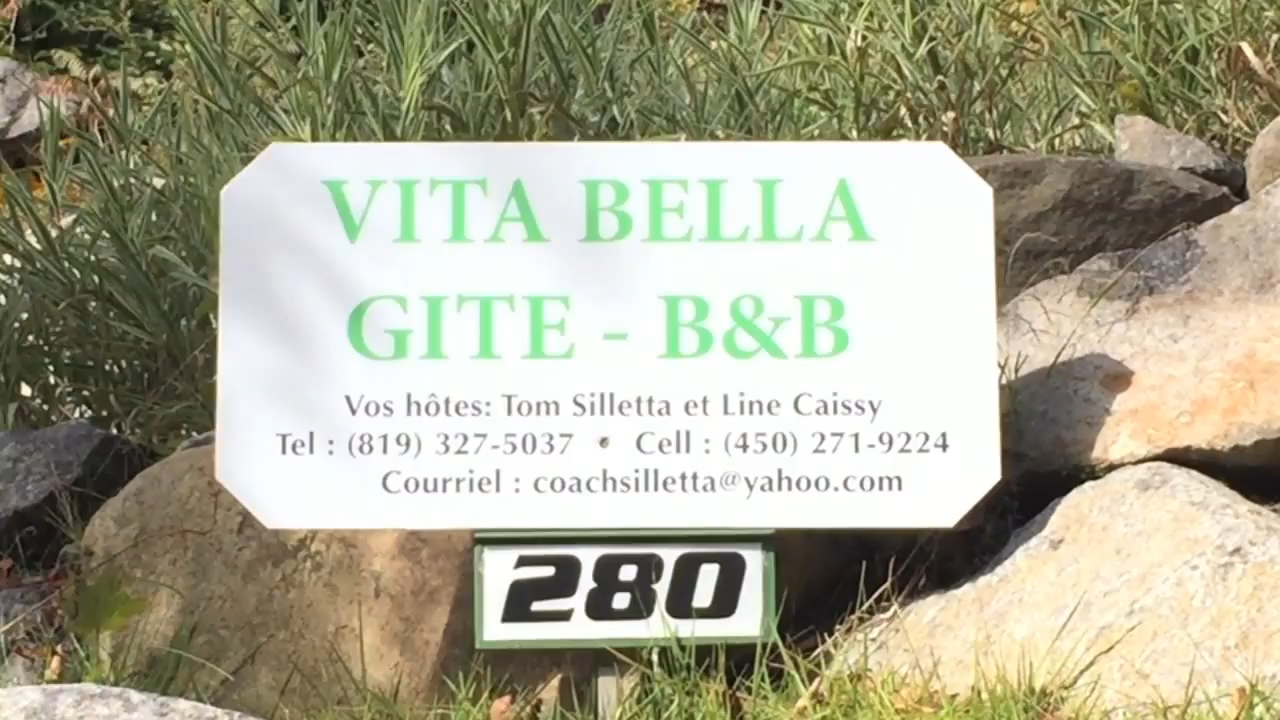 VITA BELLA
GITE - B&B
Vos hôtes: Tom Silletta et Line Caissy
Tel : (819) 327-5037 • Cell : (450) 271-9224
Courriel : coachsilletta@yahoo.com
280